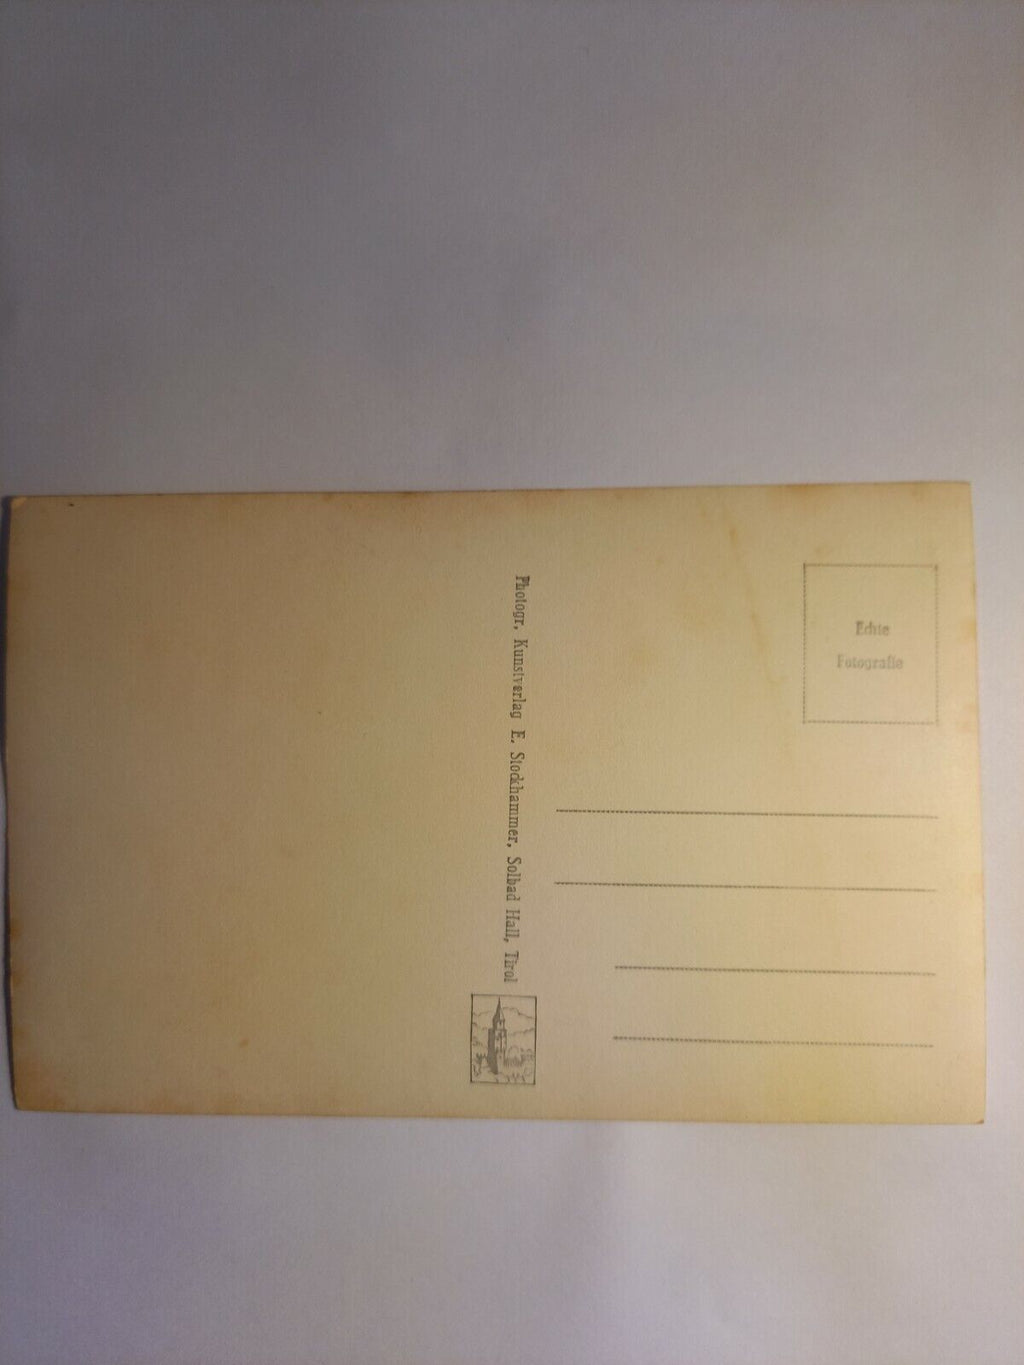 Echte
Fotografie
Photogr, Kunstverlag E. Stockhammer, Solbad Hall, Tirol